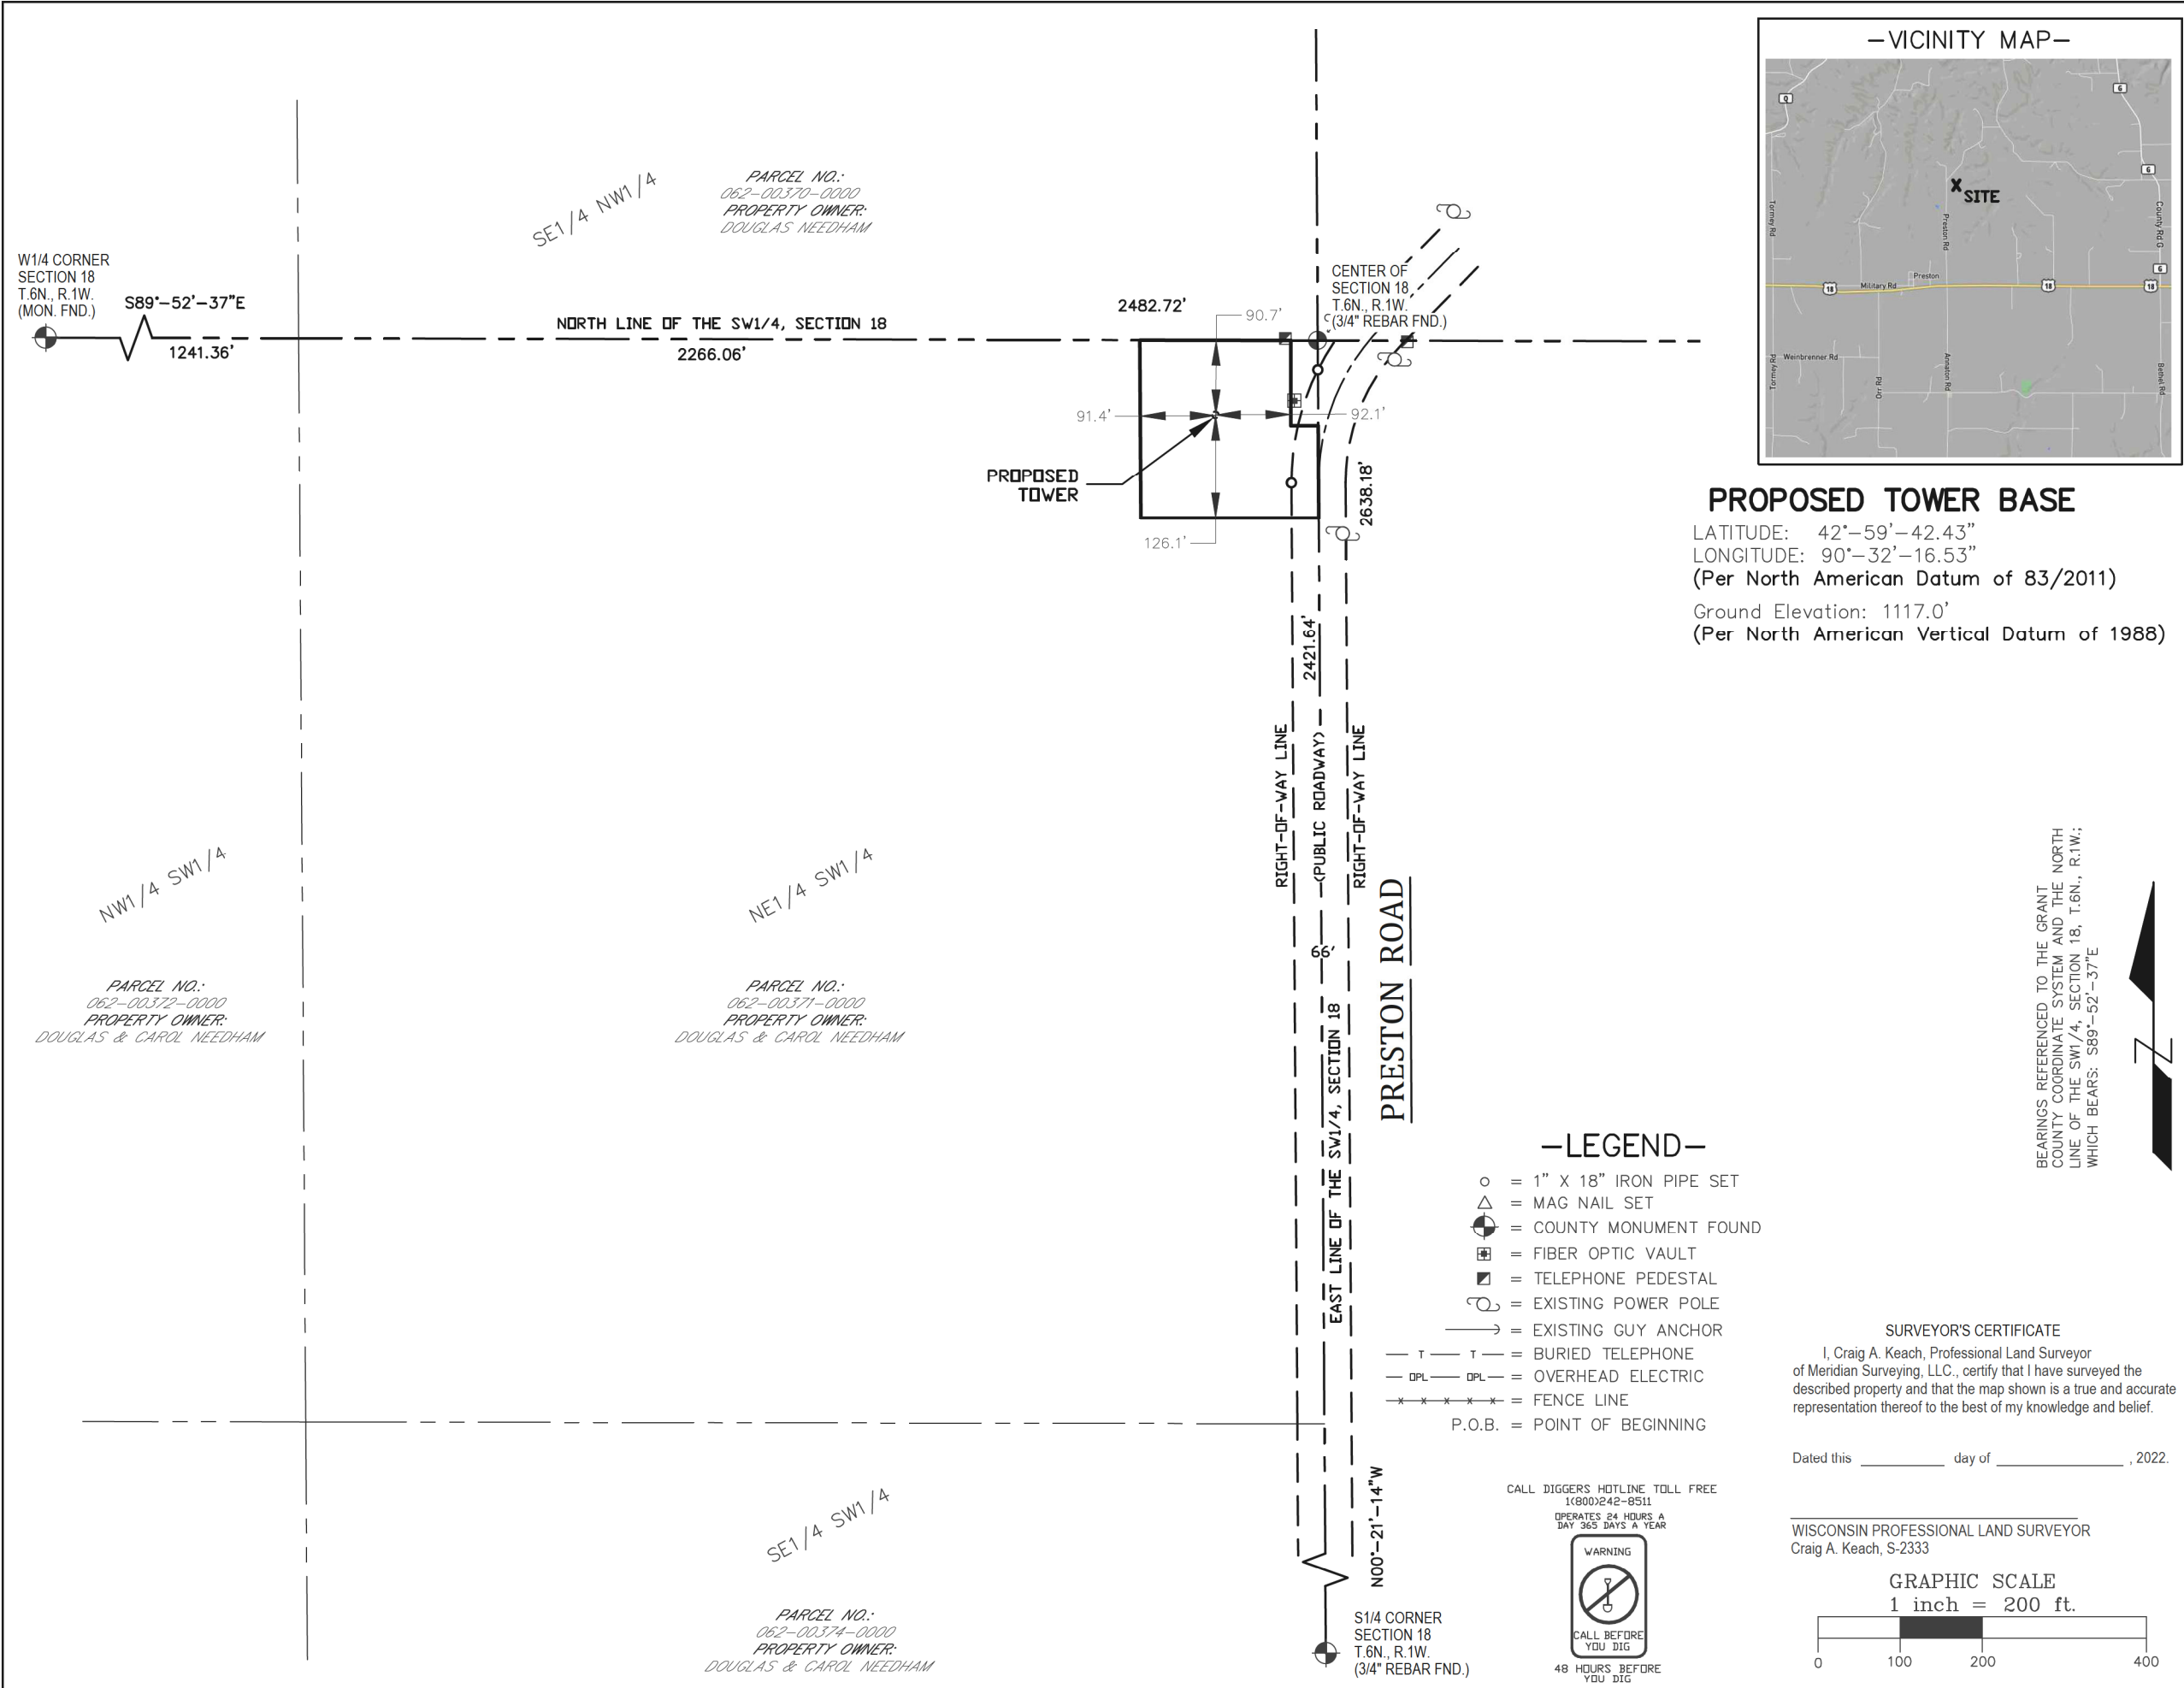 -VICINITY MAP-
Q
G
G
G
18
18
18
X SITE
Tormey Rd
Preston Rd
County Rd G
Preston
Military Rd
Weinbrenner Rd
Tormey Rd
Orr Rd
Annaton Rd
Bethel Rd
PROPOSED TOWER BASE
LATITUDE: 42°-59'-42.43"
LONGITUDE: 90°-32'-16.53"
(Per North American Datum of 83/2011)
Ground Elevation: 1117.0'
(Per North American Vertical Datum of 1988)
PARCEL NO.:
062-00370-0000
PROPERTY OWNER:
DOUGLAS NEEDHAM
SE1/4 NW1/4
W1/4 CORNER
SECTION 18
T.6N., R.1W.
(MON. FND.)
S89°-52'-37"E
1241.36'
NORTH LINE OF THE SW1/4, SECTION 18
2266.06'
2482.72'
90.7'
CENTER OF
SECTION 18,
T.6N., R.1W.
(3/4" REBAR FND.)
91.4'
92.1'
PROPOSED
TOWER
126.1'
2638.18'
2421.64'
RIGHT-OF-WAY LINE
(PUBLIC ROADWAY)
RIGHT-OF-WAY LINE
66'
PRESTON ROAD
EAST LINE OF THE SW1/4, SECTION 18
N00°-21'-14"W
NW1/4 SW1/4
NE1/4 SW1/4
PARCEL NO.:
062-00372-0000
PROPERTY OWNER:
DOUGLAS & CAROL NEEDHAM
PARCEL NO.:
062-00371-0000
PROPERTY OWNER:
DOUGLAS & CAROL NEEDHAM
SE1/4 SW1/4
PARCEL NO.:
062-00374-0000
PROPERTY OWNER:
DOUGLAS & CAROL NEEDHAM
S1/4 CORNER
SECTION 18
T.6N., R.1W.
(3/4" REBAR FND.)
BEARINGS REFERENCED TO THE GRANT
COUNTY COORDINATE SYSTEM AND THE NORTH
LINE OF THE SW1/4, SECTION 18, T.6N., R.1W.;
WHICH BEARS: S89°-52'-37"E
N
-LEGEND-
= 1" X 18" IRON PIPE SET
= MAG NAIL SET
= COUNTY MONUMENT FOUND
= FIBER OPTIC VAULT
= TELEPHONE PEDESTAL
= EXISTING POWER POLE
= EXISTING GUY ANCHOR
T T = BURIED TELEPHONE
OPL OPL = OVERHEAD ELECTRIC
x x x x x = FENCE LINE
P.O.B. = POINT OF BEGINNING
CALL DIGGERS HOTLINE TOLL FREE
1(800)242-8511
OPERATES 24 HOURS A
DAY 365 DAYS A YEAR
WARNING
CALL BEFORE
YOU DIG
48 HOURS BEFORE
YOU DIG
SURVEYOR'S CERTIFICATE
I, Craig A. Keach, Professional Land Surveyor
of Meridian Surveying, LLC., certify that I have surveyed the
described property and that the map shown is a true and accurate
representation thereof to the best of my knowledge and belief.
Dated this ________ day of ____________, 2022.
WISCONSIN PROFESSIONAL LAND SURVEYOR
Craig A. Keach, S-2333
GRAPHIC SCALE
1 inch = 200 ft.
0 100 200 400